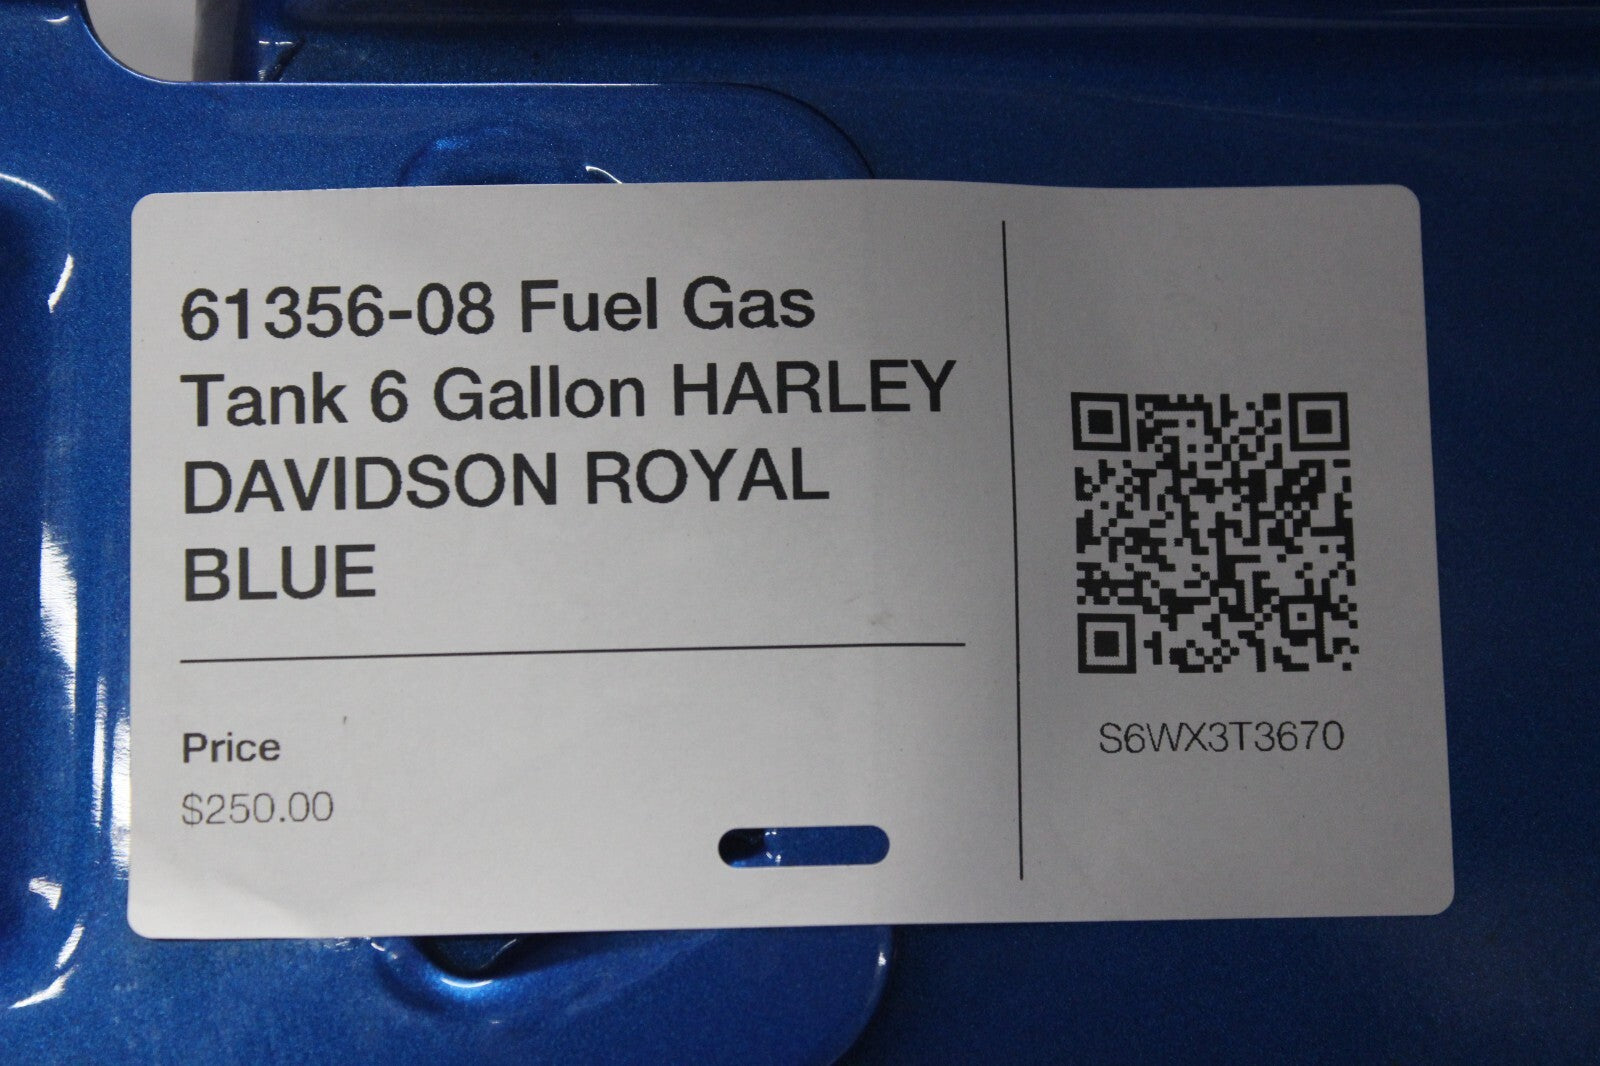 61356-08 Fuel Gas
Tank 6 Gallon HARLEY
DAVIDSON ROYAL
BLUE
Price
$250.00
S6WX3T3670